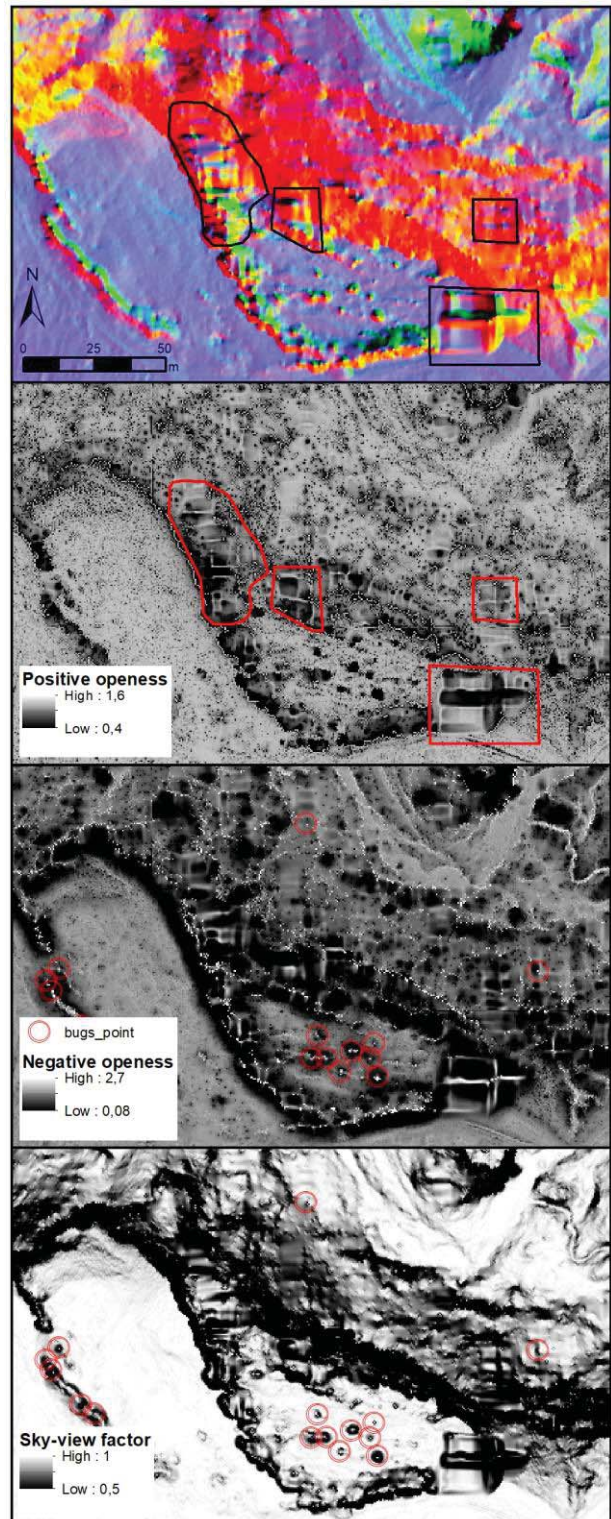 N
0 25 50
m
Positive openess
High : 1,6
Low : 0,4
bugs_point
Negative openess
High : 2,7
Low : 0,08
Sky-view factor
High : 1
Low : 0,5